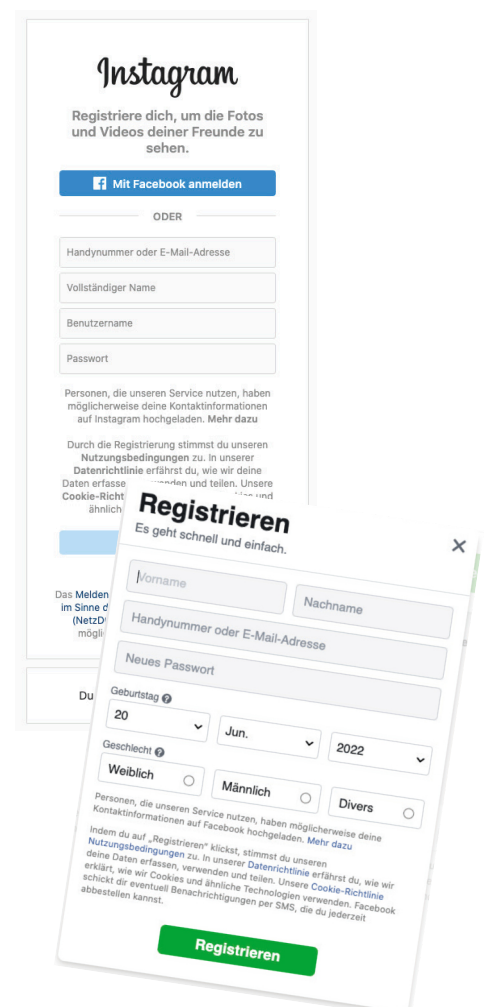 Instagram
Registriere dich, um die Fotos
und Videos deiner Freunde zu
sehen.
Mit Facebook anmelden
ODER
Handynummer oder E-Mail-Adresse
Vollständiger Name
Benutzername
Passwort
Personen, die unseren Service nutzen, haben
möglicherweise deine Kontaktinformationen
auf Instagram hochgeladen. Mehr dazu
Durch die Registrierung stimmst du unseren
Nutzungsbedingungen zu. In unserer
Datenrichtlinie erfährst du, wie wir deine
Daten erfassen, verwenden und teilen. Unsere
Cookie-Richt
und
ähnlich
Das Melden
im Sinne d
(NetzD
mögli
Du
Registrieren
Es geht schnell und einfach.
Vorname
Nachname
Handynummer oder E-Mail-Adresse
Neues Passwort
Geburtstag
20
Jun.
2022
Geschlecht
Weiblich
Männlich
Divers
Personen, die unseren Service nutzen, haben möglicherweise deine
Kontaktinformationen auf Facebook hochgeladen. Mehr dazu
Indem du auf „Registrieren“ klickst, stimmst du unseren
Nutzungsbedingungen zu. In unserer Datenrichtlinie erfährst du, wie wir
deine Daten erfassen, verwenden und teilen. Unsere Cookie-Richtlinie
erklärt, wie wir Cookies und ähnliche Technologien verwenden. Facebook
schickt dir eventuell Benachrichtigungen per SMS, die du jederzeit
abbestellen kannst.
Registrieren